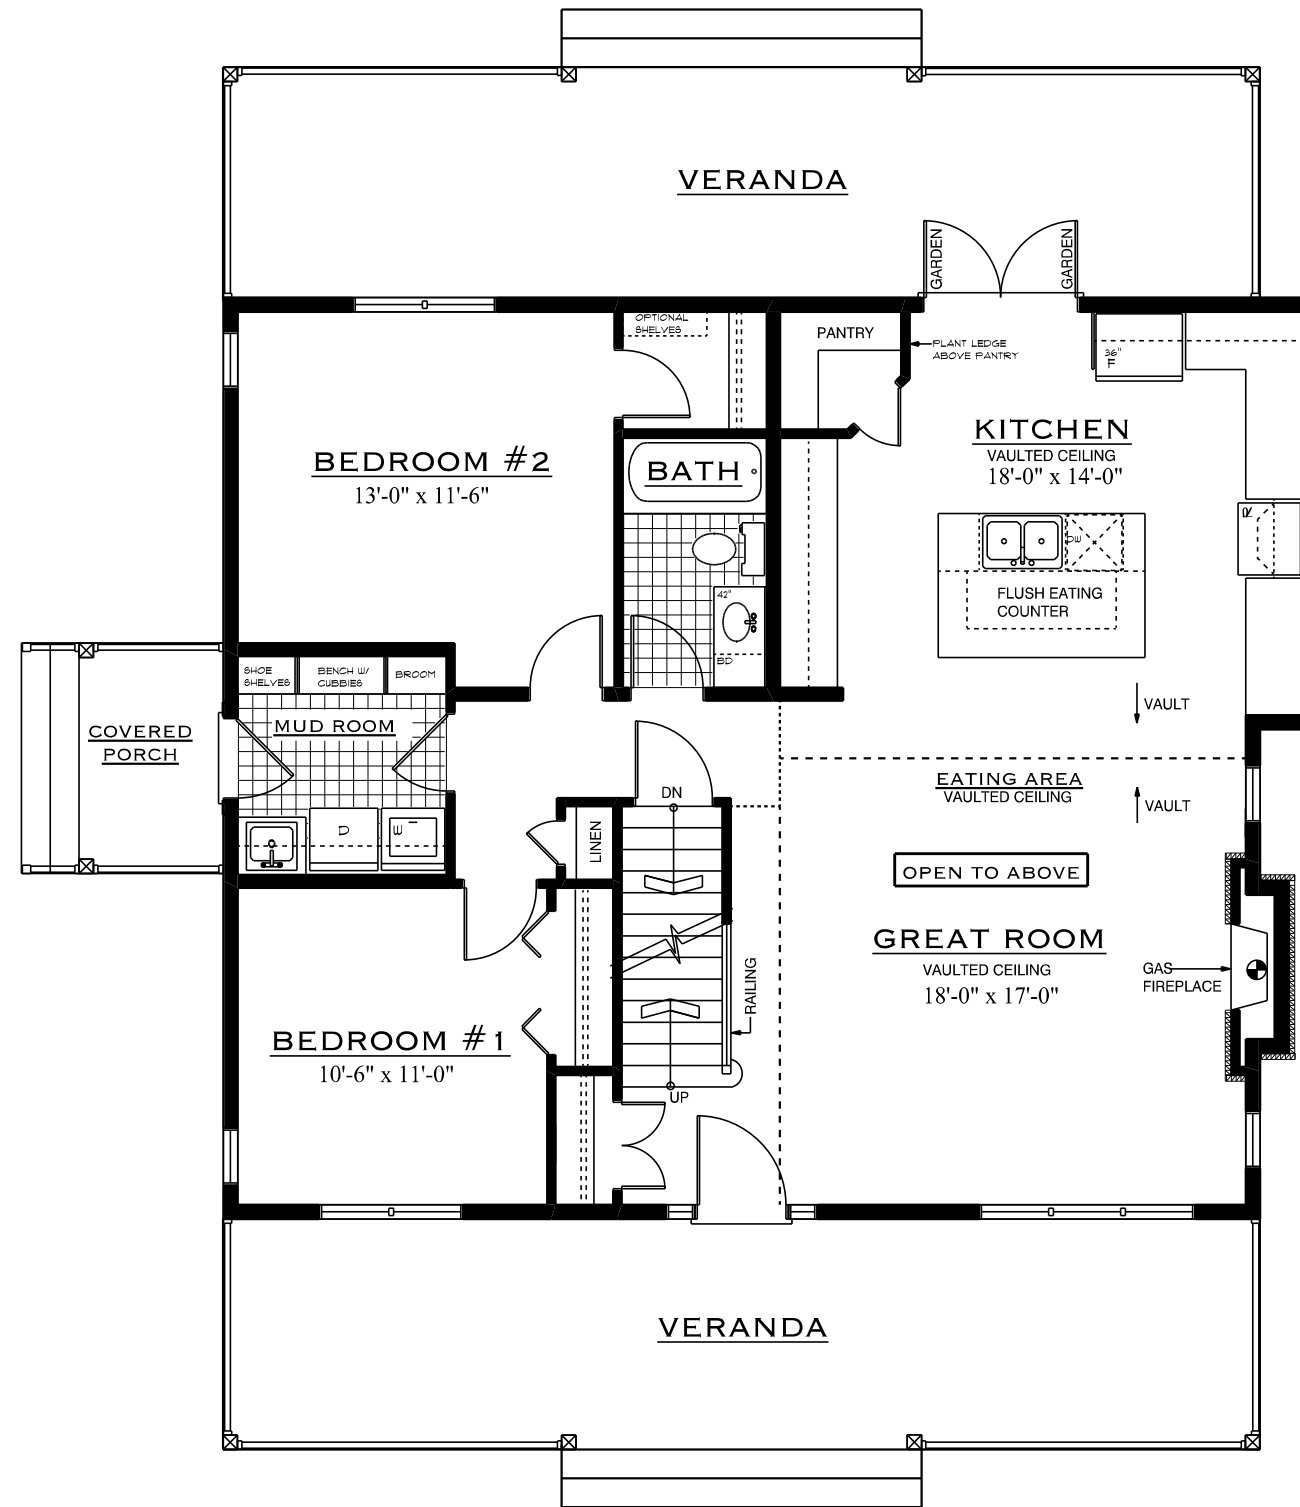 VERANDA
GARDEN
GARDEN
OPTIONAL
SHELVES
PANTRY
PLANT LEDGE
ABOVE PANTRY
36"
F
KITCHEN
VAULTED CEILING
18'-0" x 14'-0"
BEDROOM #2
13'-0" x 11'-6"
BATH
R
DW
FLUSH EATING
COUNTER
42"
BD
SHOE
SHELVES
BENCH W/
CUBBIES
BROOM
MUD ROOM
COVERED
PORCH
VAULT
EATING AREA
VAULTED CEILING
VAULT
DN
D
W
LINEN
OPEN TO ABOVE
GREAT ROOM
VAULTED CEILING
18'-0" x 17'-0"
GAS
FIREPLACE
RAILING
BEDROOM #1
10'-6" x 11'-0"
UP
VERANDA